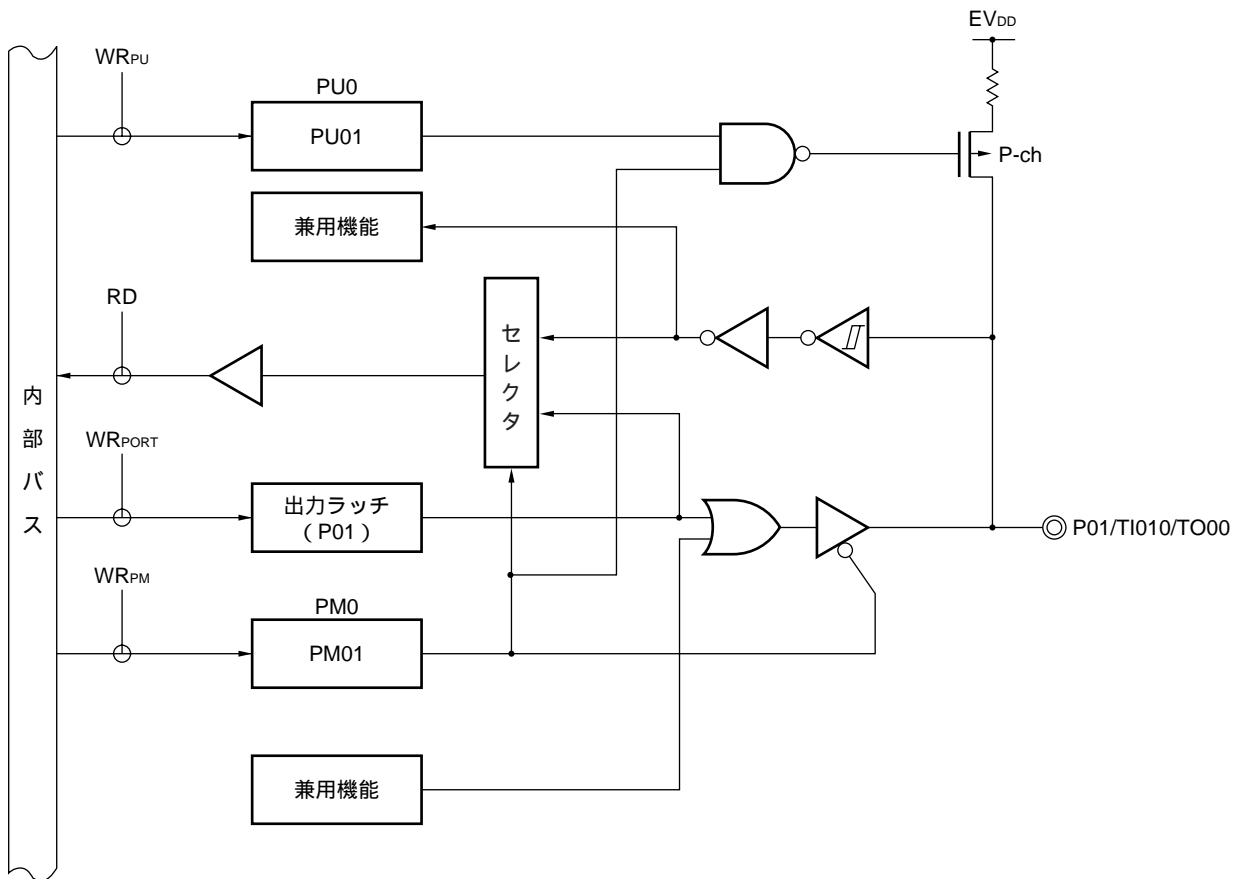 EVDD
WRPU
PU0
PU01
P-ch
兼用機能
RD
セレクタ
内部バス
WRPORT
出力ラッチ
（P01）
P01/TI010/TO00
WRPM
PM0
PM01
兼用機能